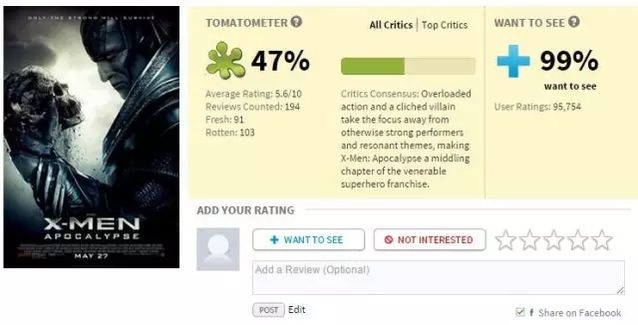 ONLY THE STRONG WILL SURVIVE
X-MEN
APOCALYPSE
MAY 27
TOMATOMETER ?
All Critics | Top Critics
47%
Average Rating: 5.6/10
Reviews Counted: 194
Fresh: 91
Rotten: 103
Critics Consensus: Overloaded
action and a cliched villain
take the focus away from
otherwise strong performers
and resonant themes, making
X-Men: Apocalypse a middling
chapter of the venerable
superhero franchise.
WANT TO SEE ?
99%
want to see
User Ratings: 95,754
ADD YOUR RATING
+ WANT TO SEE
NOT INTERESTED
Add a Review (Optional)
POST
Edit
f Share on Facebook